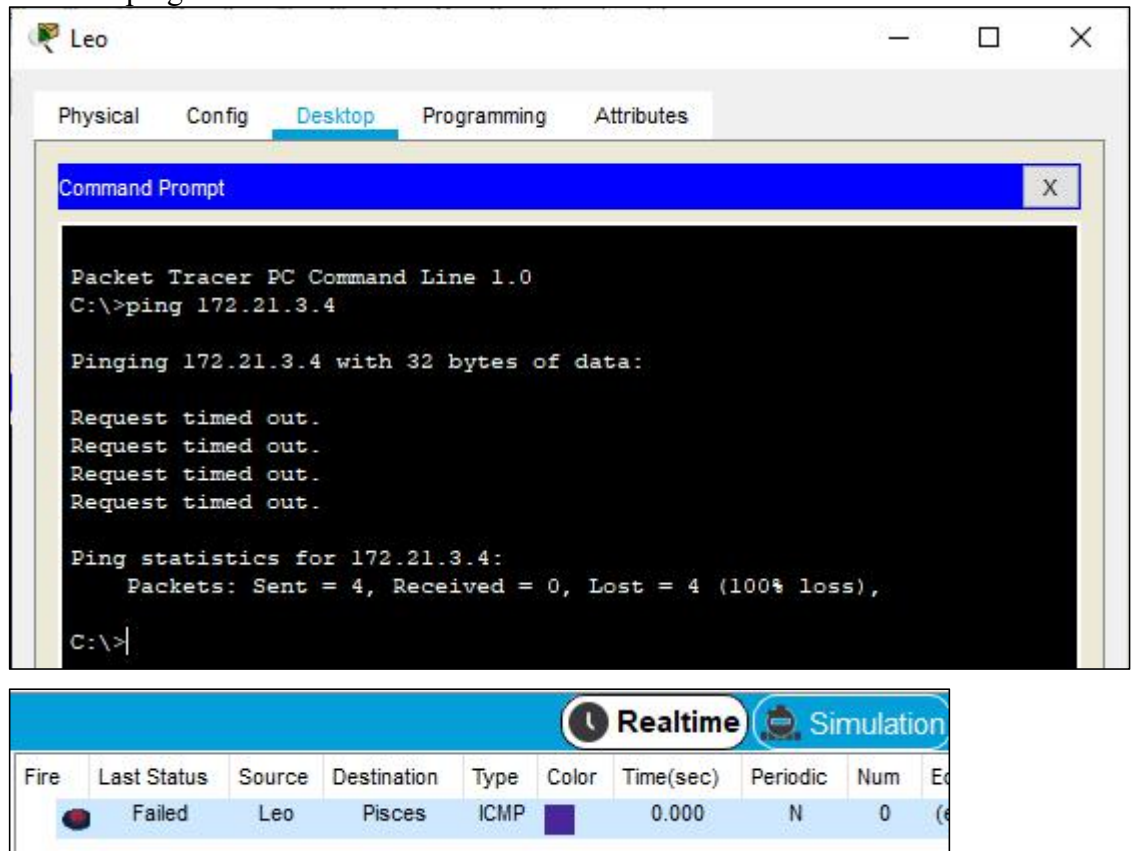 Leo
Physical Config Desktop Programming Attributes
Command Prompt X
Packet Tracer PC Command Line 1.0
C:\>ping 172.21.3.4
Pinging 172.21.3.4 with 32 bytes of data:
Request timed out.
Request timed out.
Request timed out.
Request timed out.
Ping statistics for 172.21.3.4:
Packets: Sent = 4, Received = 0, Lost = 4 (100% loss),
C:\>
Realtime Simulation
Fire Last Status Source Destination Type Color Time(sec) Periodic Num
Failed Leo Pisces ICMP 0.000 N 0